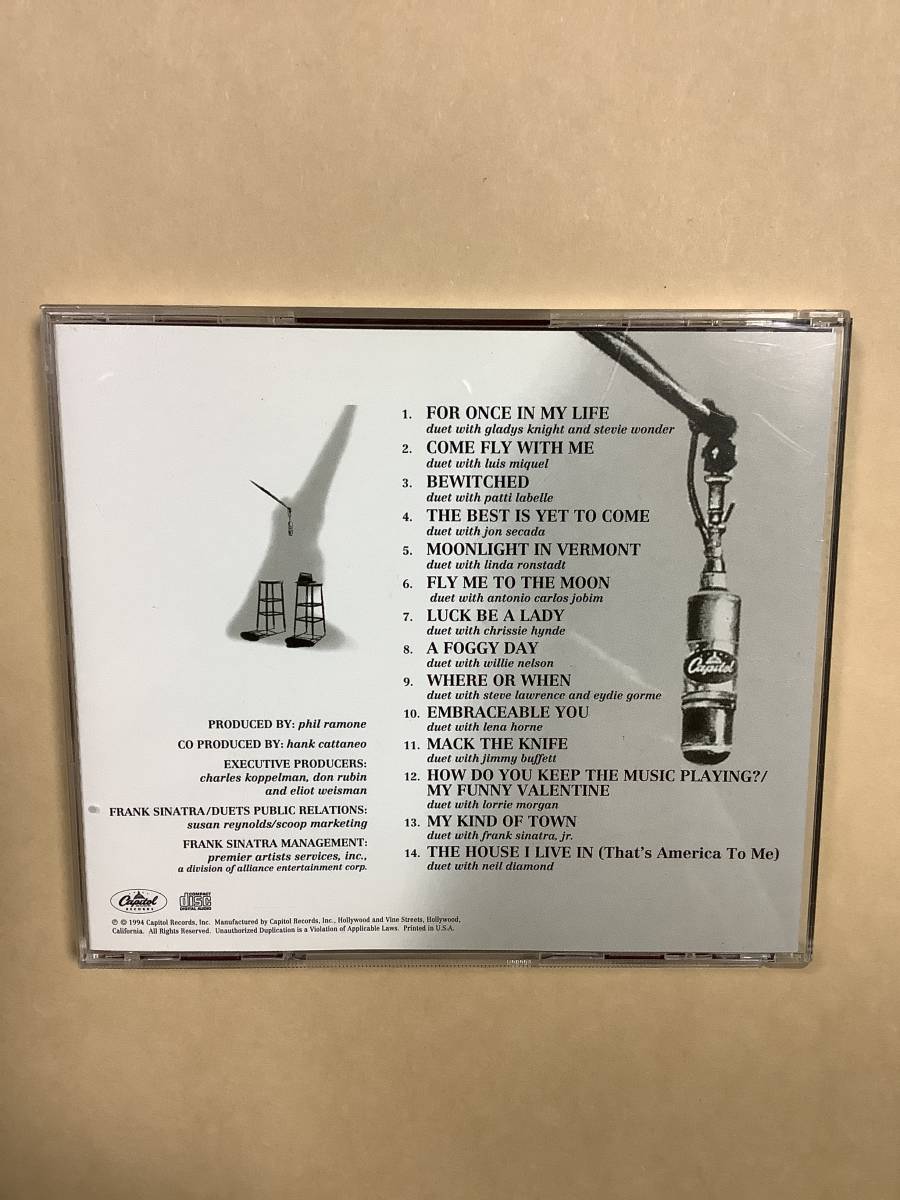 1. FOR ONCE IN MY LIFE
duet with gladys knight and stevie wonder
2. COME FLY WITH ME
duet with luis miquel
3. BEWITCHED
duet with patti labelle
4. THE BEST IS YET TO COME
duet with jon secada
5. MOONLIGHT IN VERMONT
duet with linda ronstadt
6. FLY ME TO THE MOON
duet with antonio carlos jobim
7. LUCK BE A LADY
duet with chrissie hynde
8. A FOGGY DAY
duet with willie nelson
9. WHERE OR WHEN
duet with steve lawrence and eydie gorme
10. EMBRACEABLE YOU
duet with lena horne
11. MACK THE KNIFE
duet with jimmy buffett
12. HOW DO YOU KEEP THE MUSIC PLAYING?/
MY FUNNY VALENTINE
duet with lorrie morgan
13. MY KIND OF TOWN
duet with frank sinatra, jr.
14. THE HOUSE I LIVE IN (That's America To Me)
duet with neil diamond
Capitol
PRODUCED BY: phil ramone
CO PRODUCED BY: hank cattaneo
EXECUTIVE PRODUCERS:
charles koppelman, don rubin
and eliot weisman
FRANK SINATRA/DUETS PUBLIC RELATIONS:
susan reynolds/scoop marketing
FRANK SINATRA MANAGEMENT:
premier artists services, inc.,
a division of alliance entertainment corp.
Capitol
RECORDS
COMPACT
disc
DIGITAL AUDIO
℗ © 1994 Capitol Records, Inc. Manufactured by Capitol Records, Inc., Hollywood and Vine Streets, Hollywood,
California. All Rights Reserved. Unauthorized Duplication is a Violation of Applicable Laws. Printed in U.S.A.